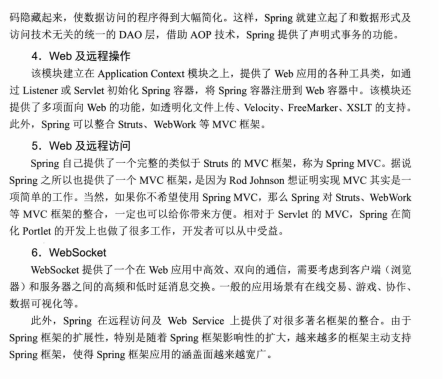 码隐藏起来，使数据访问的程序得到大幅简化。这样，Spring 就建立起了和数据形式及
访问技术无关的统一的 DAO 层，借助 AOP 技术，Spring 提供了声明式事务的功能。
4．Web 及远程操作
该模块建立在 Application Context 模块之上，提供了 Web 应用的各种工具类，如通
过 Listener 或 Servlet 初始化 Spring 容器，将 Spring 容器注册到 Web 容器中。该模块还
提供了多项面向 Web 的功能，如透明化文件上传、Velocity、FreeMarker、XSLT 的支持。
此外，Spring 可以整合 Struts、WebWork 等 MVC 框架。
5．Web 及远程访问
Spring 自己提供了一个完整的类似于 Struts 的 MVC 框架，称为 Spring MVC。据说
Spring 之所以也提供了一个 MVC 框架，是因为 Rod Johnson 想证明实现 MVC 其实是一
项简单的工作。当然，如果你不希望使用 Spring MVC，那么 Spring 对 Struts、WebWork
等 MVC 框架的整合，一定也可以给你带来方便。相对于 Servlet 的 MVC，Spring 在简
化 Portlet 的开发上也做了很多工作，开发者可以从中受益。
6．WebSocket
WebSocket 提供了一个在 Web 应用中高效、双向的通信，需要考虑到客户端（浏览
器）和服务器之间的高频和低时延消息交换。一般的应用场景有在线交易、游戏、协作、
数据可视化等。
此外，Spring 在远程访问及 Web Service 上提供了对很多著名框架的整合。由于
Spring 框架的扩展性，特别是随着 Spring 框架影响性的扩大，越来越多的框架主动支持
Spring 框架，使得 Spring 框架应用的涵盖面越来越宽广。